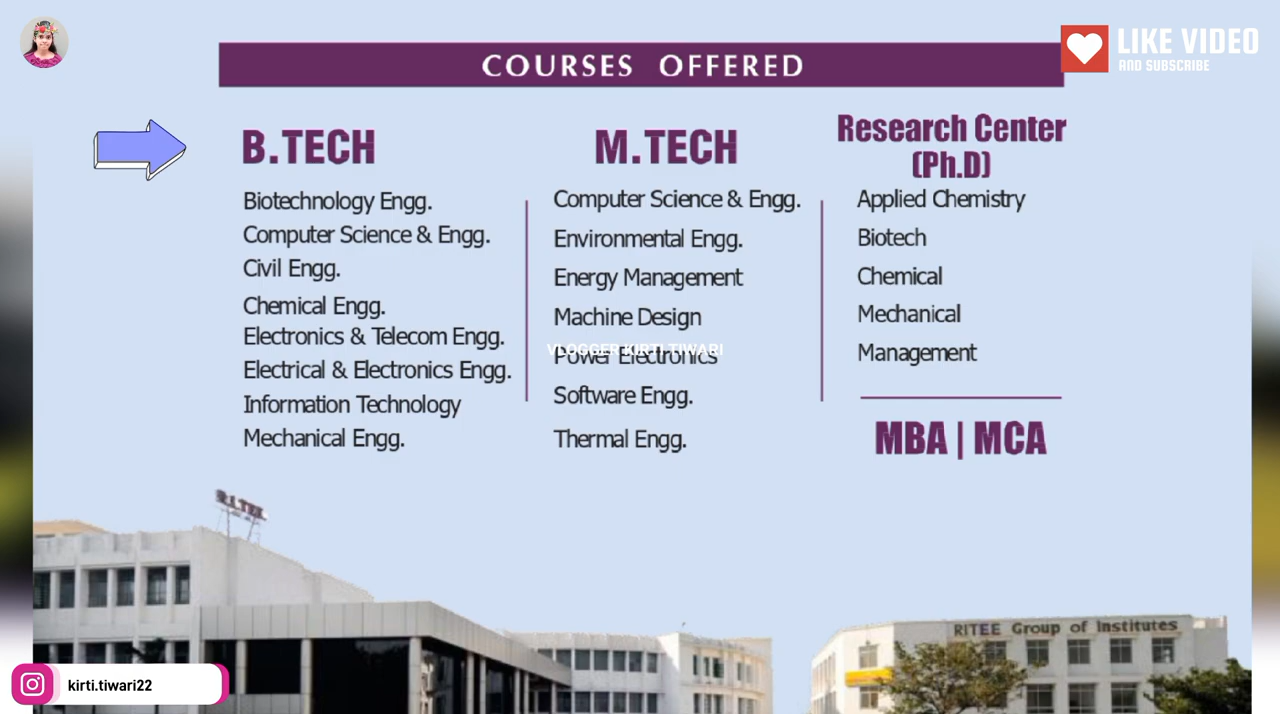 COURSES OFFERED
LIKE VIDEO
AND SUBSCRIBE
B.TECH
Biotechnology Engg.
Computer Science & Engg.
Civil Engg.
Chemical Engg.
Electronics & Telecom Engg.
Electrical & Electronics Engg.
Information Technology
Mechanical Engg.
M.TECH
Computer Science & Engg.
Environmental Engg.
Energy Management
Machine Design
VLOGGER KIRTI TIWARI
Power Electronics
Software Engg.
Thermal Engg.
Research Center
(Ph.D)
Applied Chemistry
Biotech
Chemical
Mechanical
Management
MBA | MCA
R.I.TEE.
RITEE Group of Institutes
kirti.tiwari22